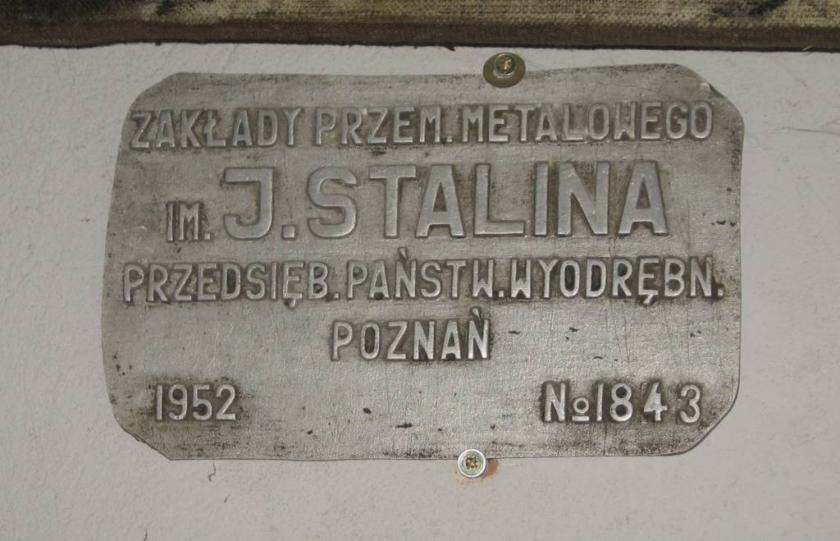 ZAKŁADY PRZEM. METALOWEGO
IM. J. STALINA
PRZEDSIĘB. PAŃSTW. WYODRĘBN.
POZNAŃ
1952 №1843